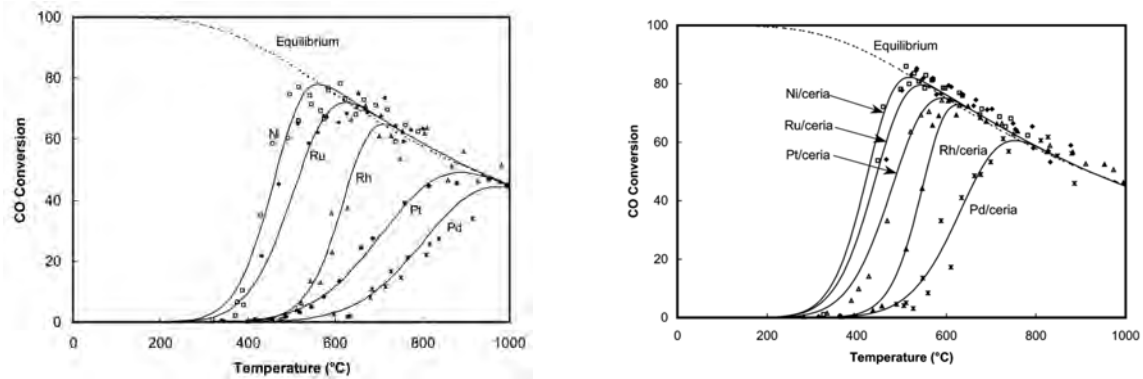 100
80
60
40
20
0
CO Conversion
Equilibrium
Ni
Ru
Rh
Pt
Pd
0 200 400 600 800 1000
Temperature (°C)
100
80
60
40
20
0
CO Conversion
Equilibrium
Ni/ceria
Ru/ceria
Pt/ceria
Rh/ceria
Pd/ceria
0 200 400 600 800 1000
Temperature (°C)